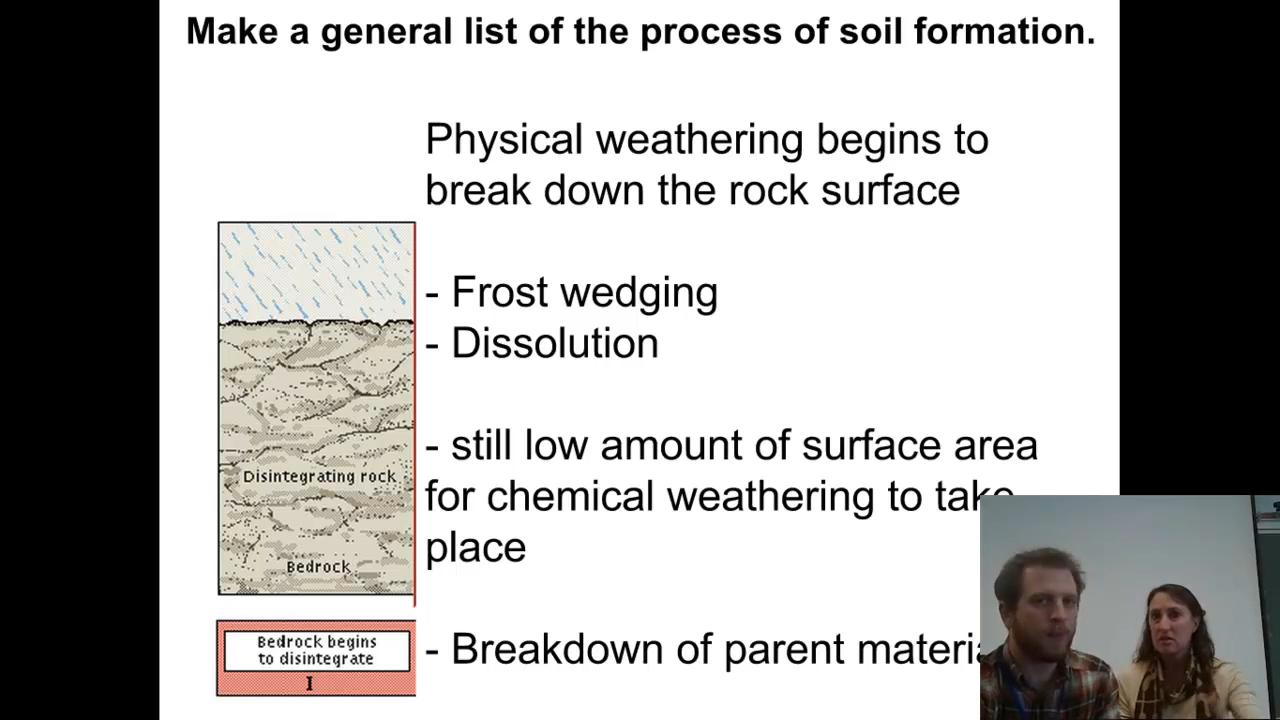 Make a general list of the process of soil formation.
Physical weathering begins to
break down the rock surface
- Frost wedging
- Dissolution
- still low amount of surface area
for chemical weathering to take
place
- Breakdown of parent
Disintegrating rock
Bedrock
Bedrock begins
to disintegrate
I